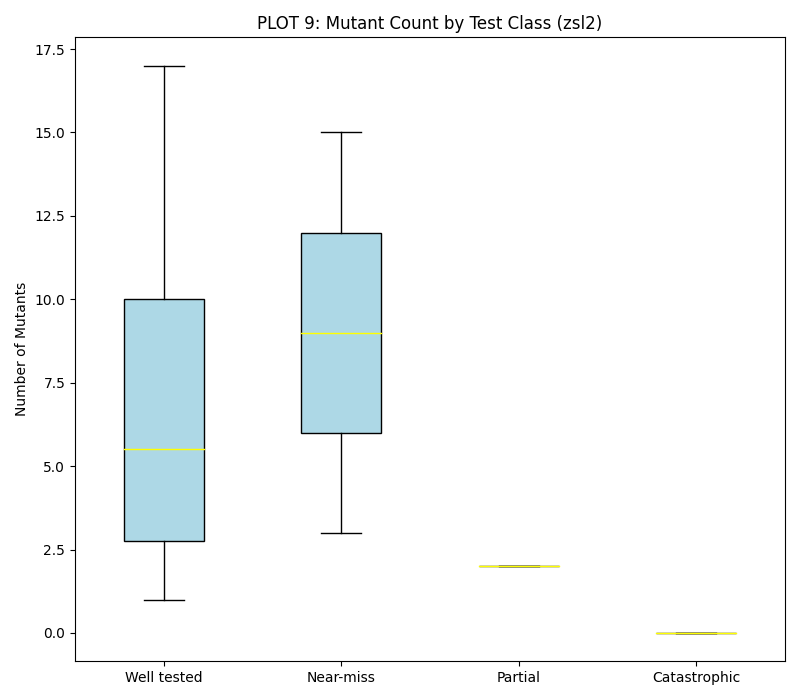 PLOT 9: Mutant Count by Test Class (zsl2)
17.5
15.0
12.5
10.0
7.5
5.0
2.5
0.0
Number of Mutants
Well tested
Near-miss
Partial
Catastrophic